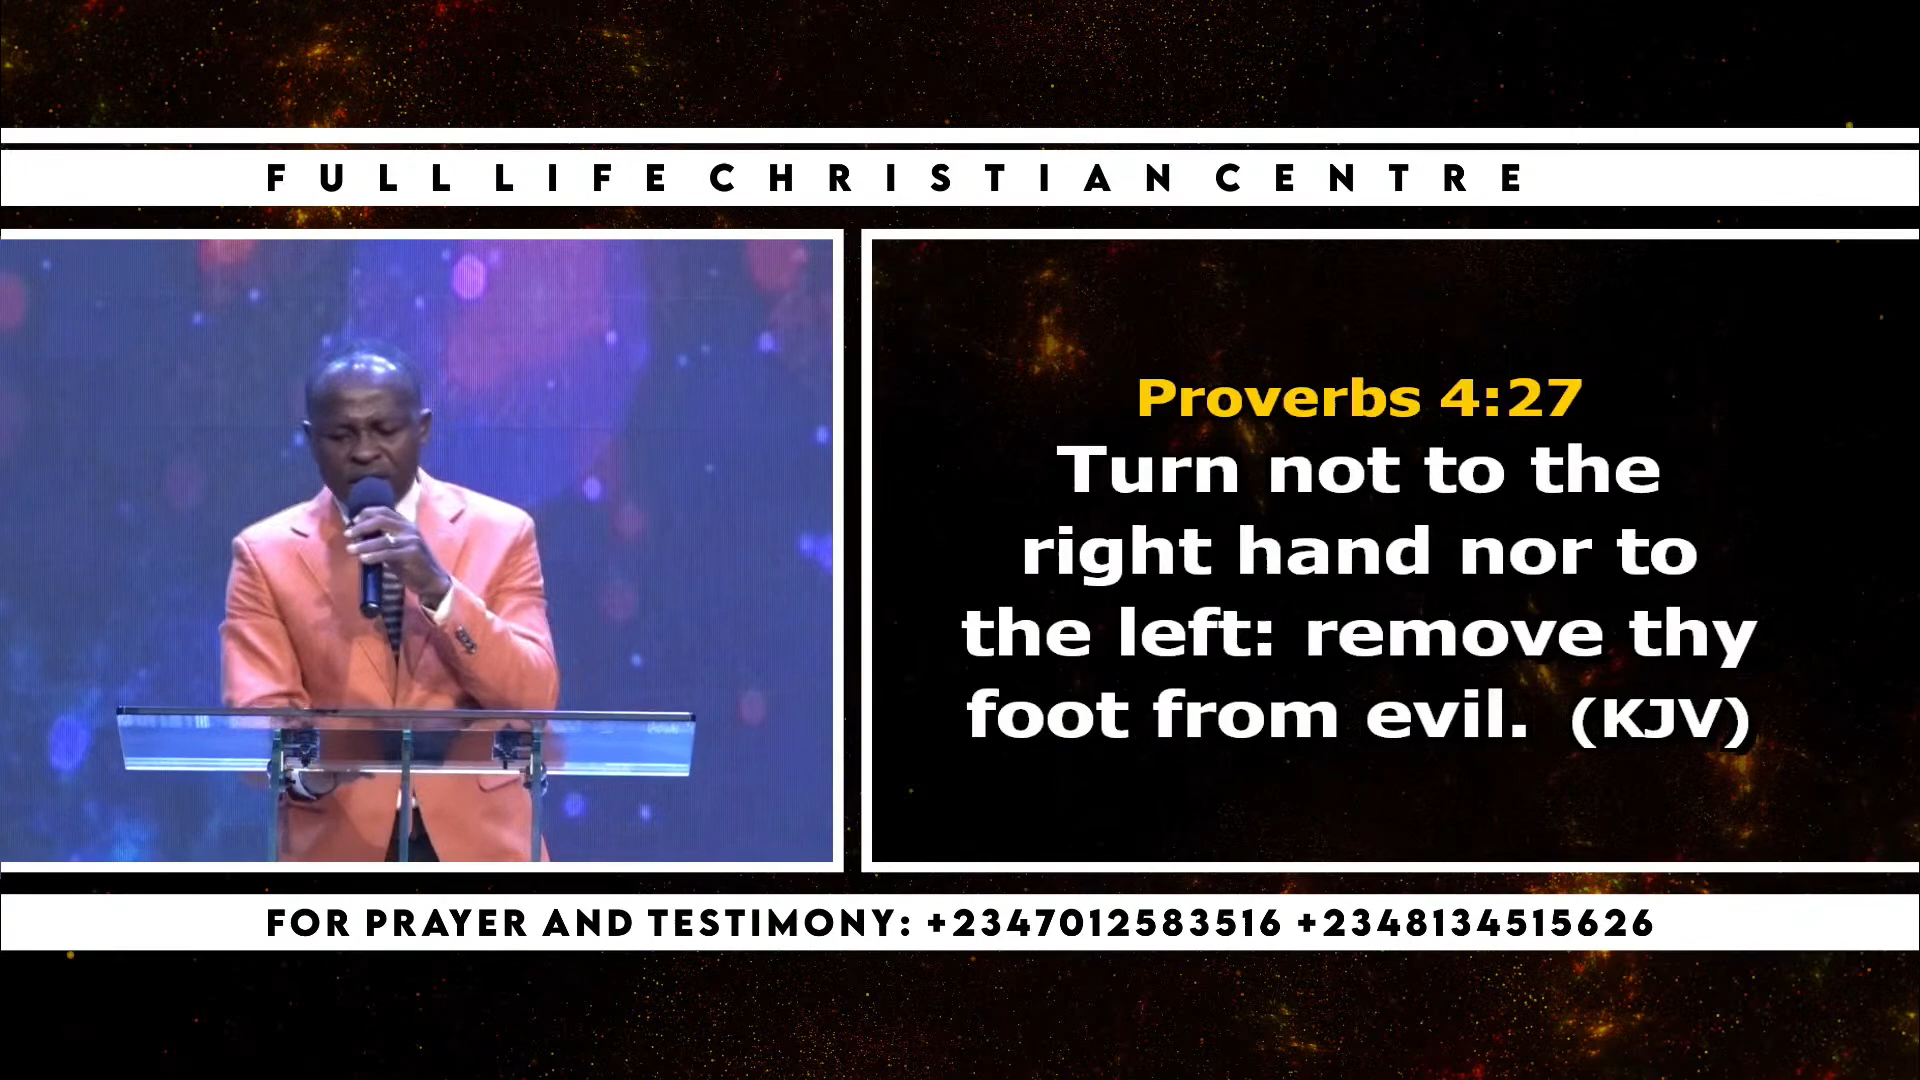 FULL LIFE CHRISTIAN CENTRE
Proverbs 4:27
Turn not to the
right hand nor to
the left: remove thy
foot from evil. (KJV)
FOR PRAYER AND TESTIMONY: +2347012583516 +2348134515626